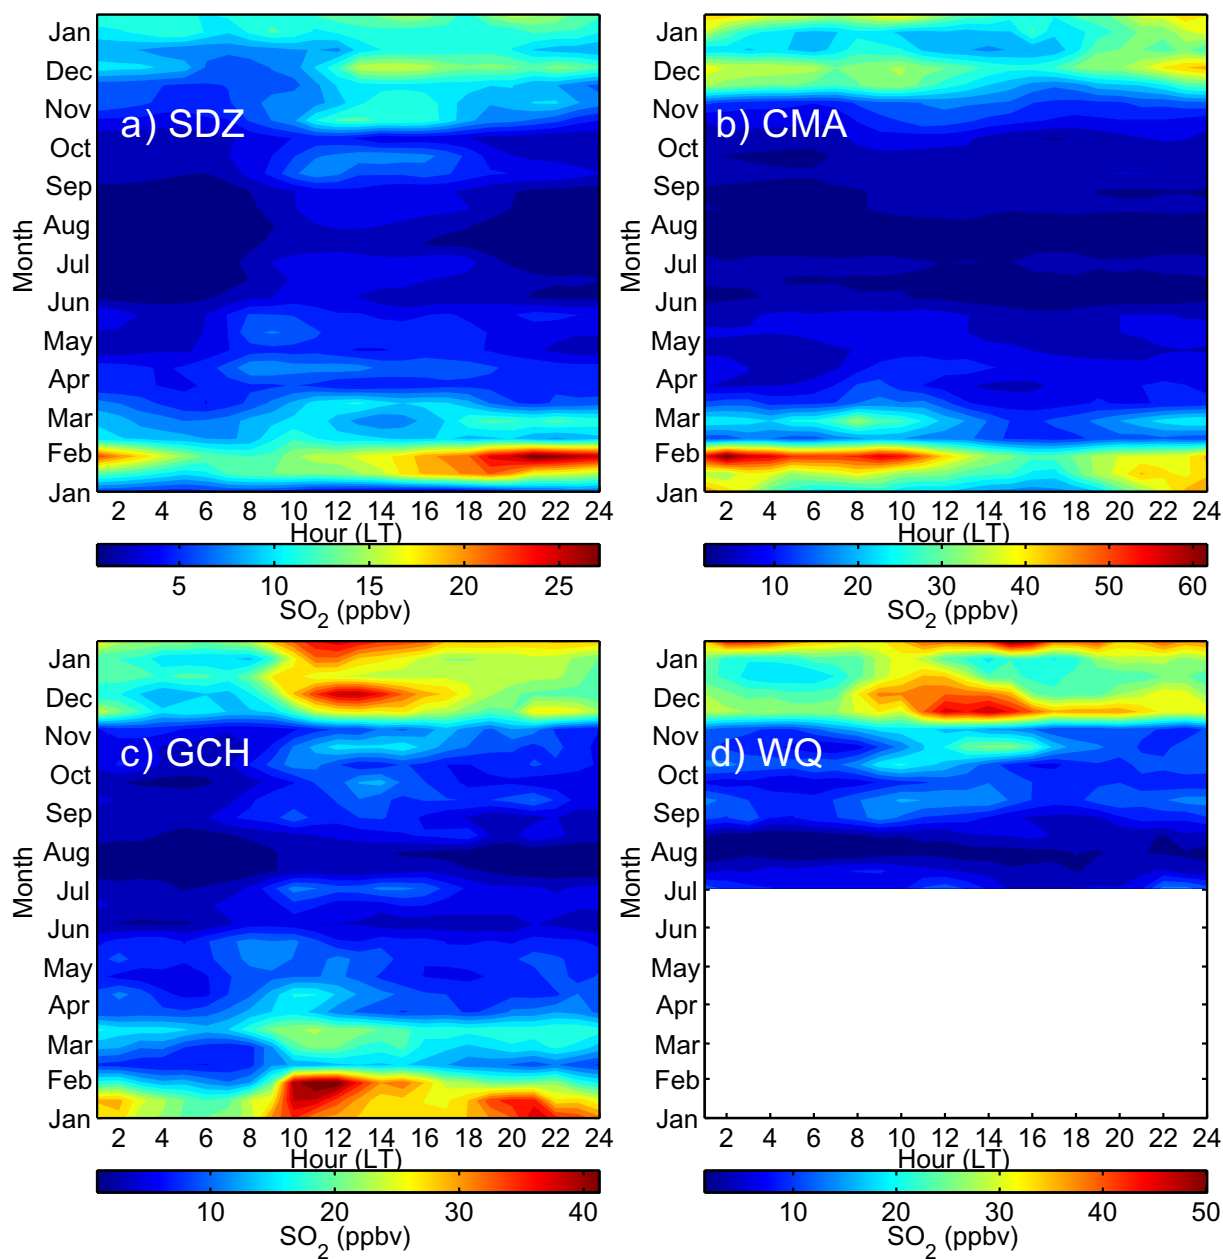 a) SDZ
Month
Jan
Dec
Nov
Oct
Sep
Aug
Jul
Jun
May
Apr
Mar
Feb
Jan
2 4 6 8 10 12 14 16 18 20 22 24
Hour (LT)
5 10 15 20 25
SO2 (ppbv)
b) CMA
Month
Jan
Dec
Nov
Oct
Sep
Aug
Jul
Jun
May
Apr
Mar
Feb
Jan
2 4 6 8 10 12 14 16 18 20 22 24
Hour (LT)
10 20 30 40 50 60
SO2 (ppbv)
c) GCH
Month
Jan
Dec
Nov
Oct
Sep
Aug
Jul
Jun
May
Apr
Mar
Feb
Jan
2 4 6 8 10 12 14 16 18 20 22 24
Hour (LT)
10 20 30 40
SO2 (ppbv)
d) WQ
Month
Jan
Dec
Nov
Oct
Sep
Aug
Jul
Jun
May
Apr
Mar
Feb
Jan
2 4 6 8 10 12 14 16 18 20 22 24
Hour (LT)
10 20 30 40 50
SO2 (ppbv)